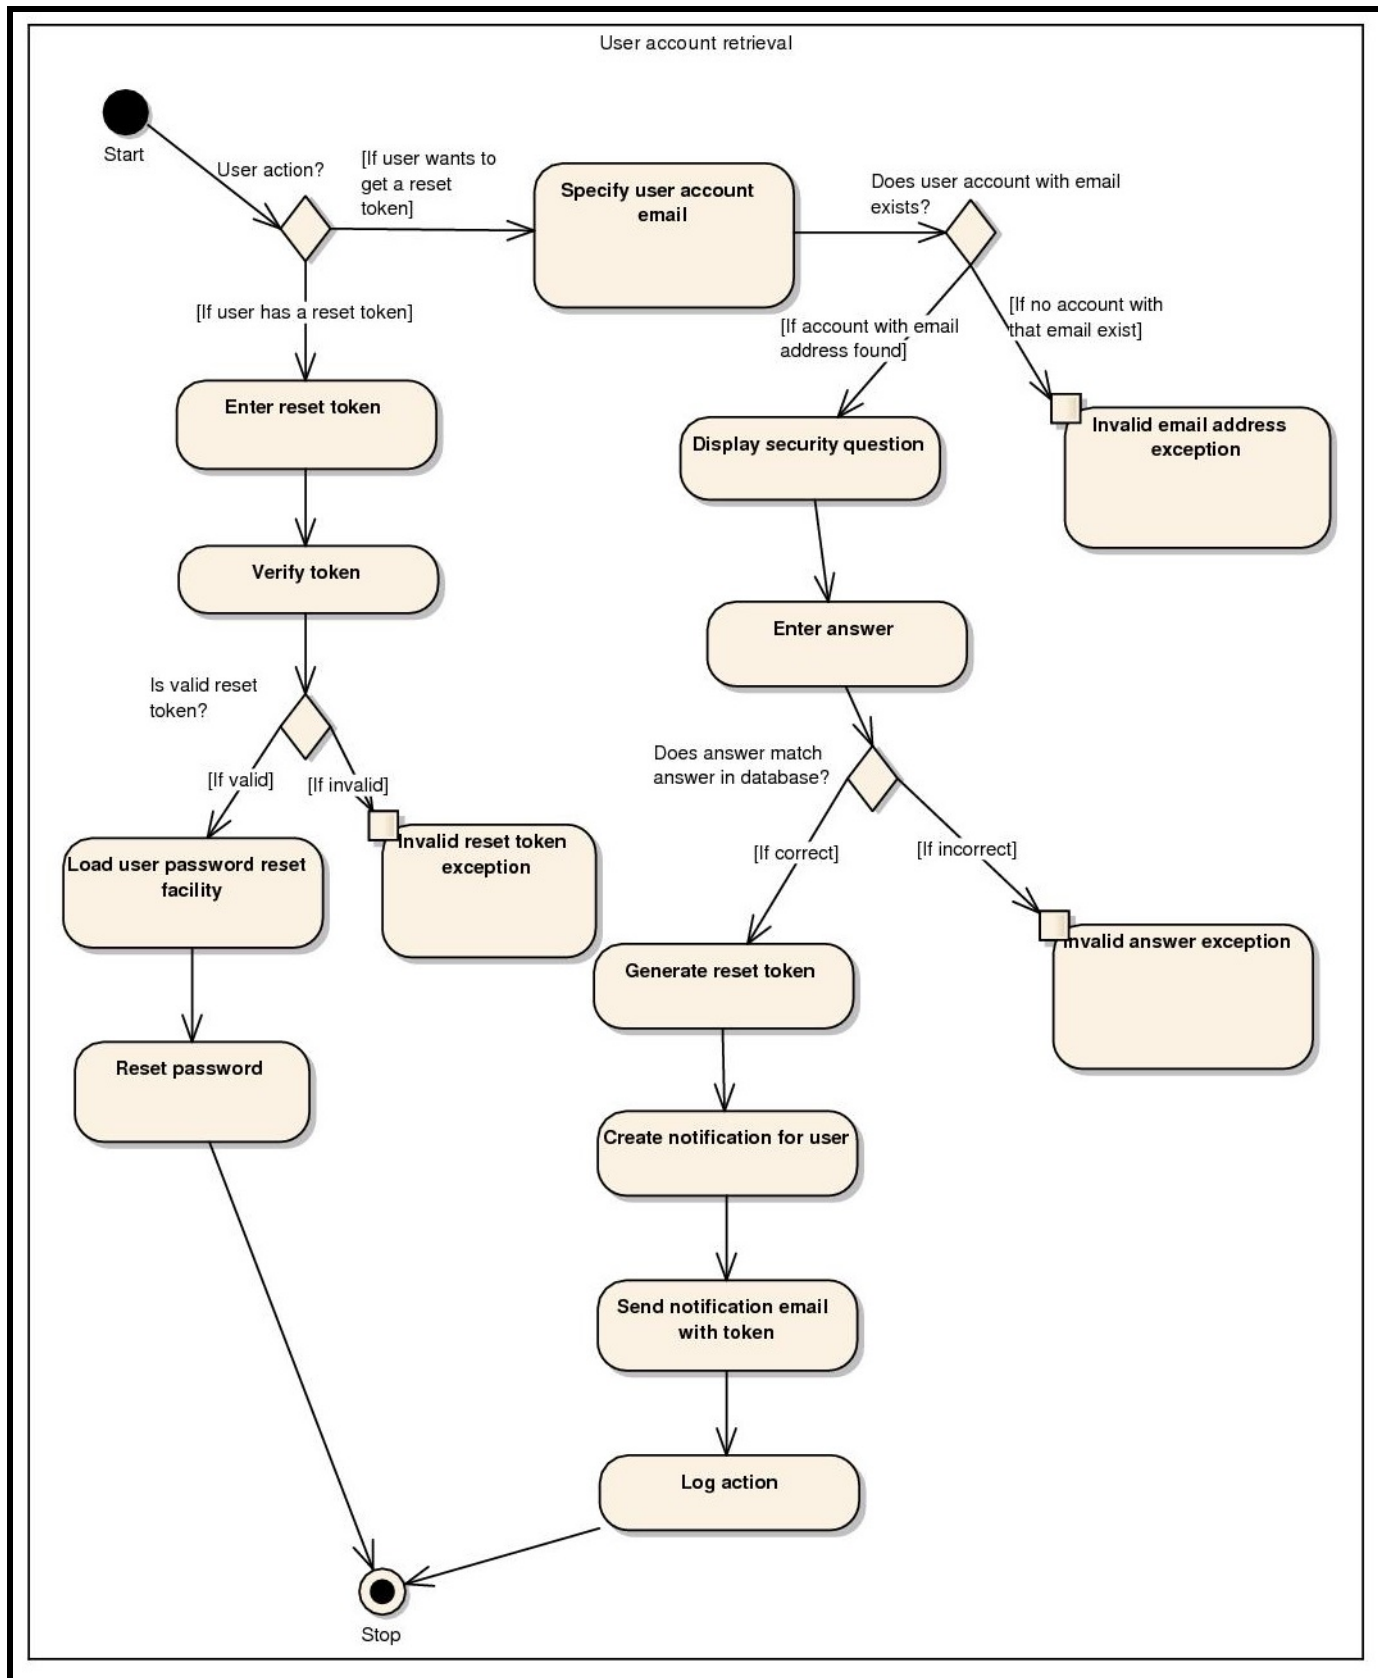 User account retrieval
Start
User action?
[If user wants to
get a reset
token]
Specify user account
email
Does user account with email
exists?
[If user has a reset token]
[If account with email
address found]
[If no account with
that email exist]
Enter reset token
Display security question
Invalid email address
exception
Verify token
Enter answer
Is valid reset
token?
Does answer match
answer in database?
[If valid]
[If invalid]
[If correct]
[If incorrect]
Load user password reset
facility
Invalid reset token
exception
Generate reset token
Invalid answer exception
Reset password
Create notification for user
Send notification email
with token
Log action
Stop